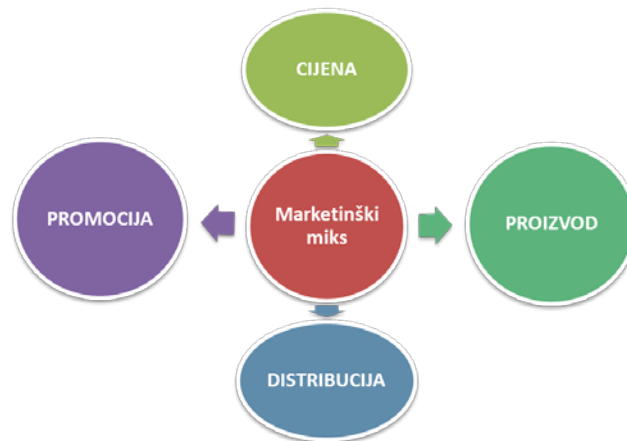 CIJENA
PROMOCIJA
Marketinški
miks
PROIZVOD
DISTRIBUCIJA